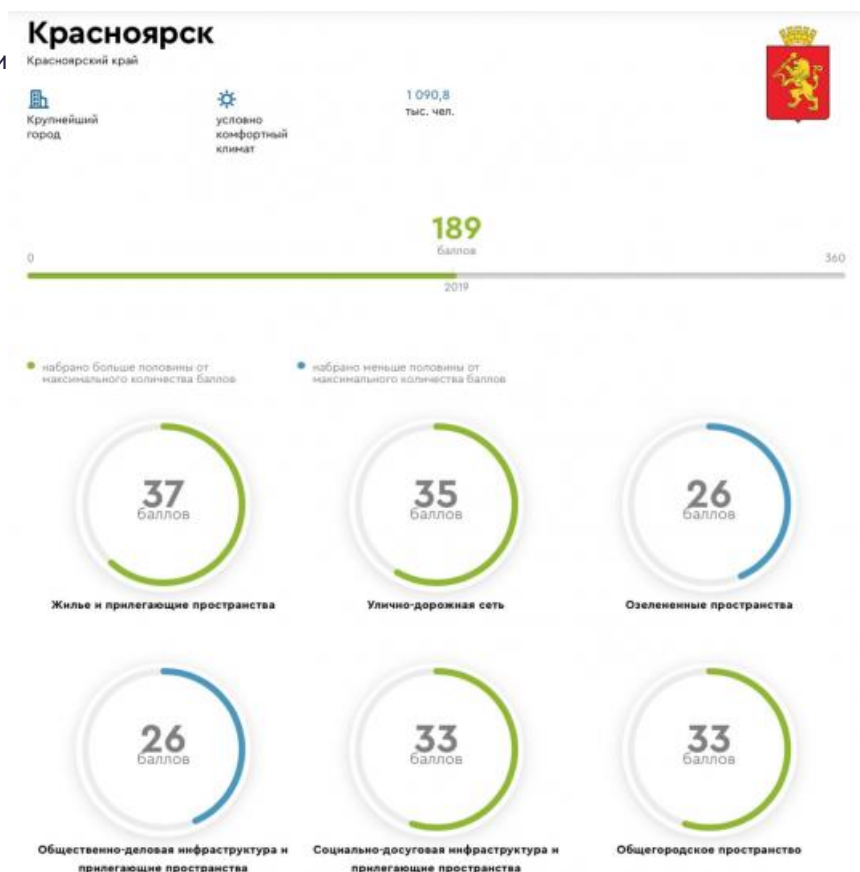 Красноярск
и
Красноярский край
Крупнейший
город
условно
комфортный
климат
1 090,8
тыс. чел.
189
баллов
0
360
2019
набрано больше половины от
максимального количества баллов
набрано меньше половины от
максимального количества баллов
37
баллов
35
баллов
26
баллов
Жилье и прилегающие пространства
Улично-дорожная сеть
Озелененные пространства
26
баллов
33
баллов
33
баллов
Общественно-деловая инфраструктура и
прилегающие пространства
Социально-досуговая инфраструктура и
прилегающие пространства
Общегородское пространство